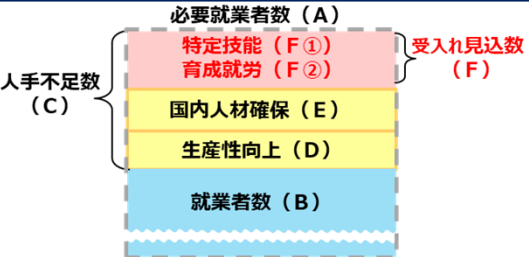 必要就業者数（A）
特定技能（F①）
育成就労（F②）
受入れ見込数
（F）
人手不足数
（C）
国内人材確保（E）
生産性向上（D）
就業者数（B）